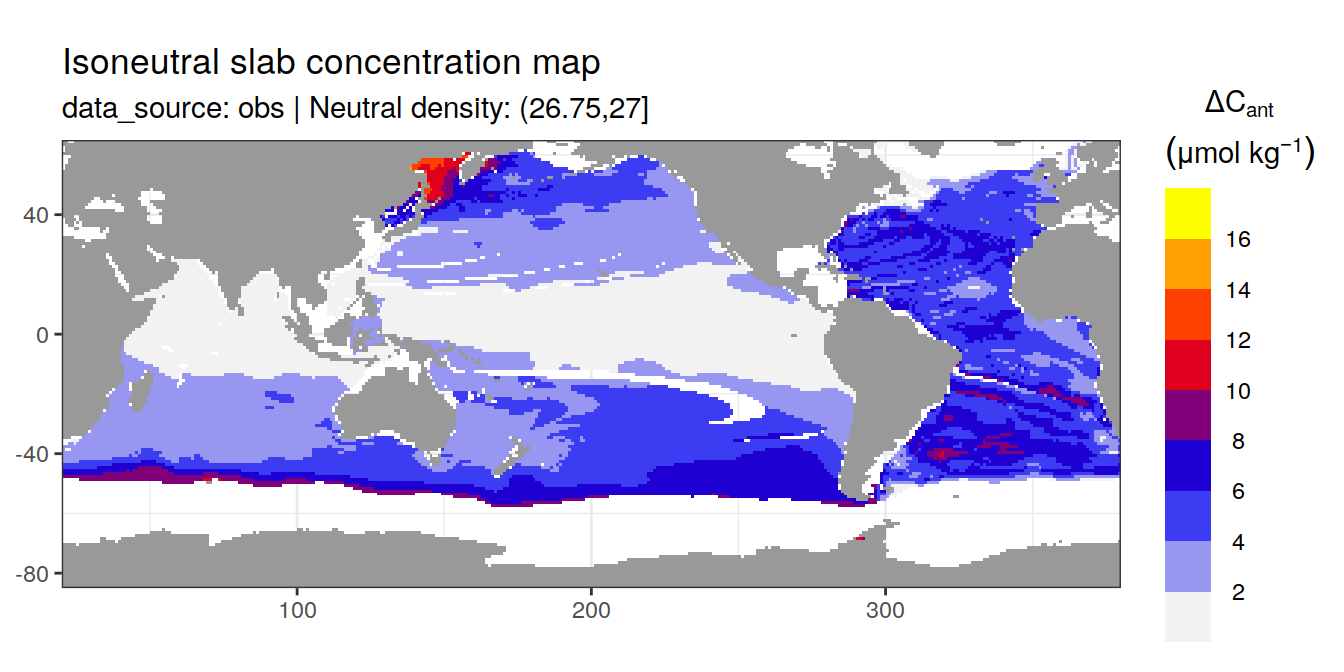 Isoneutral slab concentration map
data_source: obs | Neutral density: (26.75,27]
ΔCant
(μmol kg⁻¹)
16
14
12
10
8
6
4
2
40
0
-40
-80
100 200 300